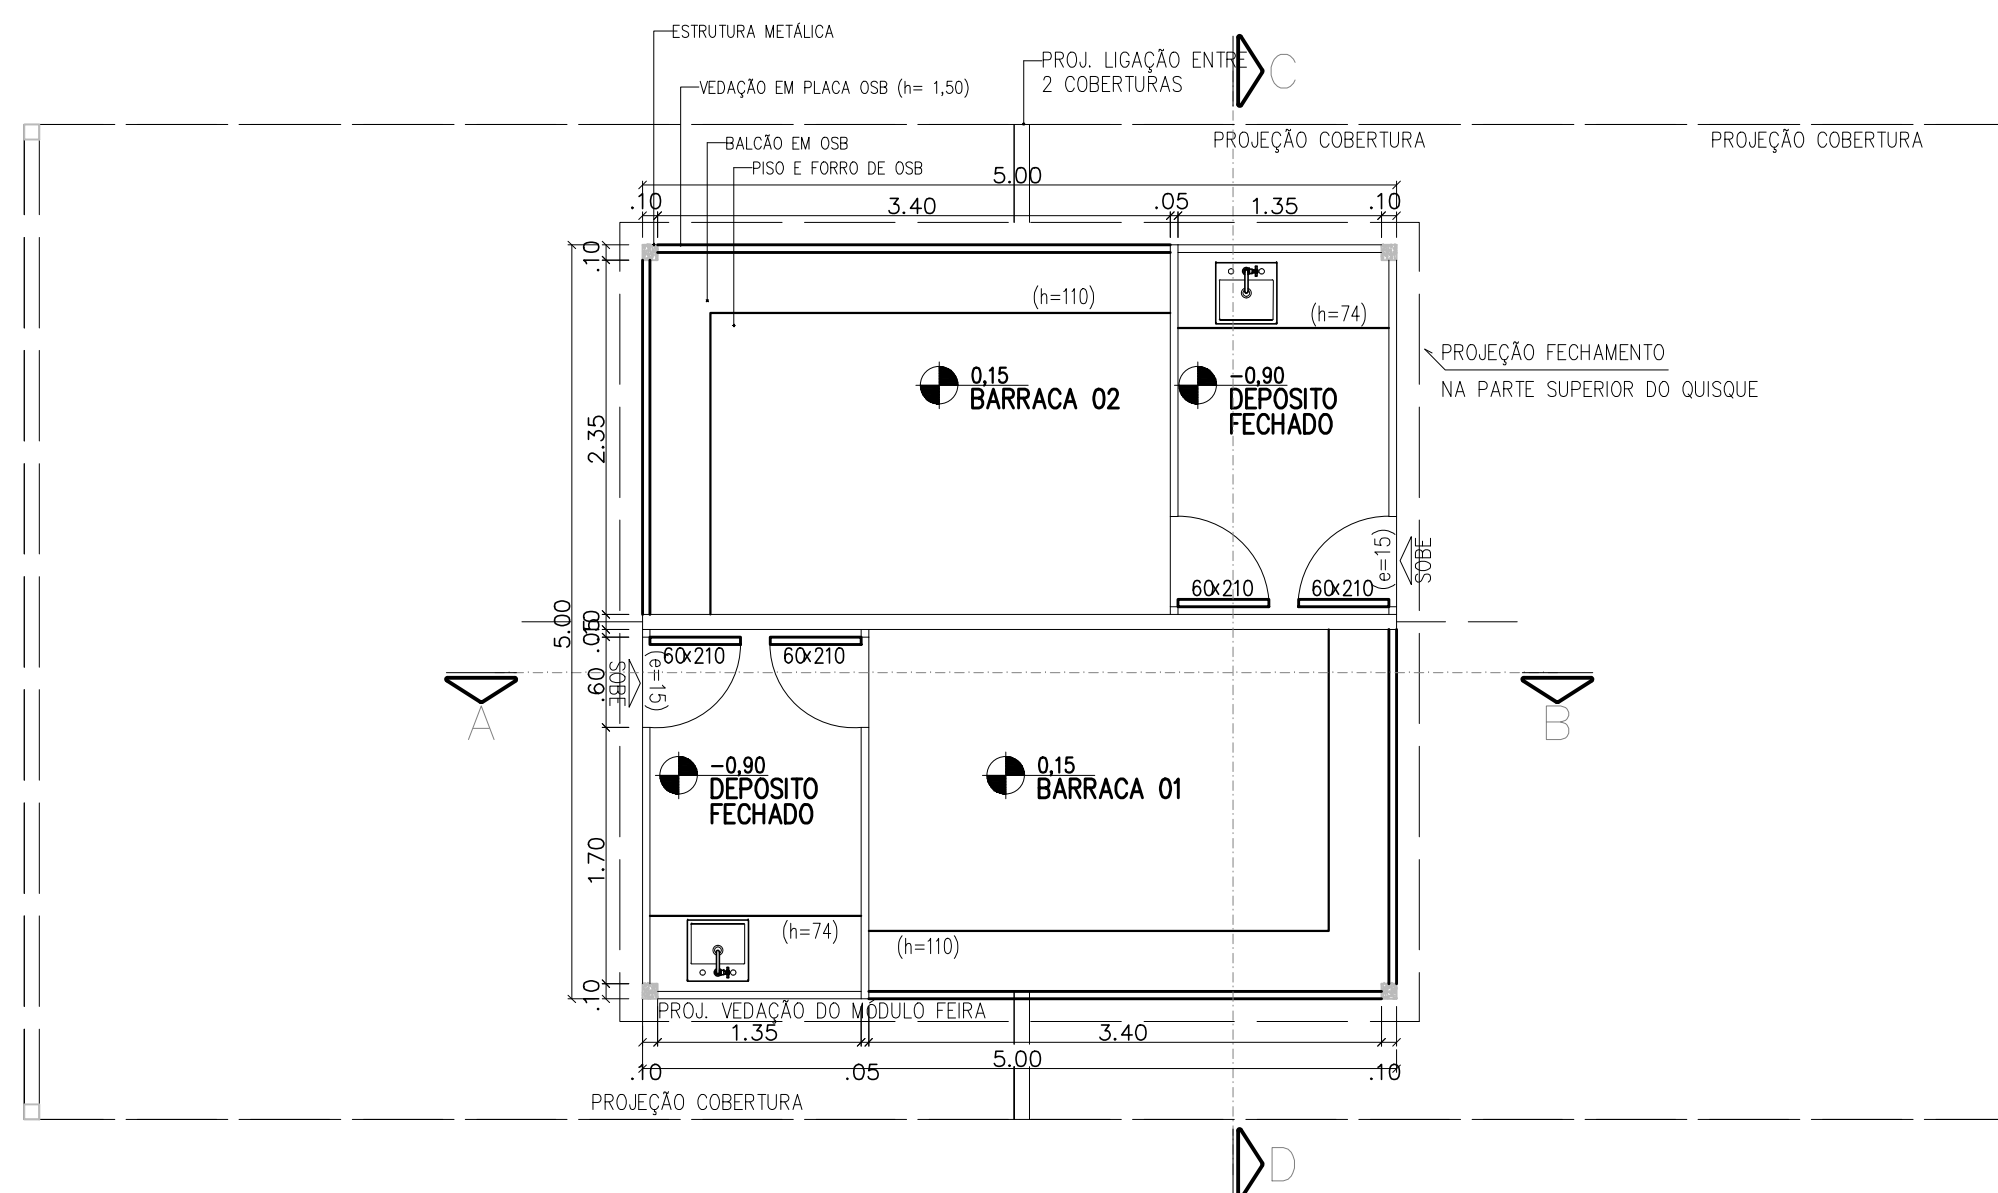 ESTRUTURA METÁLICA
PROJ. LIGAÇÃO ENTRE
2 COBERTURAS
C
VEDAÇÃO EM PLACA OSB (h= 1,50)
PROJEÇÃO COBERTURA
PROJEÇÃO COBERTURA
BALCÃO EM OSB
PISO E FORRO DE OSB
5.00
.10
3.40
.05
1.35
.10
.10
(h=110)
(h=74)
PROJEÇÃO FECHAMENTO
NA PARTE SUPERIOR DO QUISQUE
0,15
BARRACA 02
-0,90
DEPÓSITO
FECHADO
2.35
60x210
60x210
(e=15)
SOBE
5.00
.10
.05
60x210
60x210
(e=15)
SOBE
.60
A
B
-0,90
DEPÓSITO
FECHADO
0,15
BARRACA 01
1.70
(h=74)
(h=110)
.10
PROJ. VEDAÇÃO DO MÓDULO FEIRA
1.35
3.40
5.00
.10
.05
.10
PROJEÇÃO COBERTURA
D